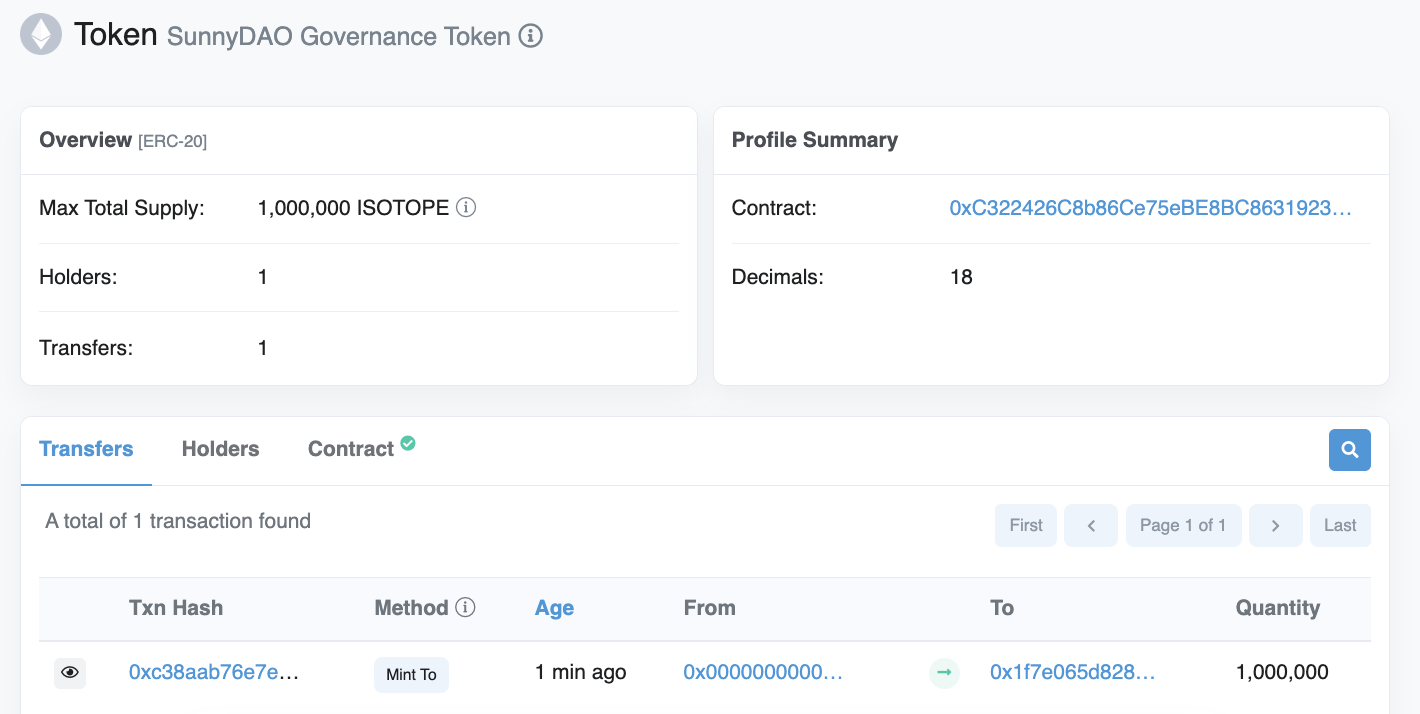 Token SunnyDAO Governance Token
Overview [ERC-20]
Max Total Supply: 1,000,000 ISOTOPE
Holders: 1
Transfers: 1
Profile Summary
Contract: 0xC322426C8b86Ce75eBE8BC8631923...
Decimals: 18
Transfers Holders Contract
A total of 1 transaction found
First Page 1 of 1 Last
Txn Hash Method Age From To Quantity
0xc38aab76e7e... Mint To 1 min ago 0x0000000000... 0x1f7e065d828... 1,000,000